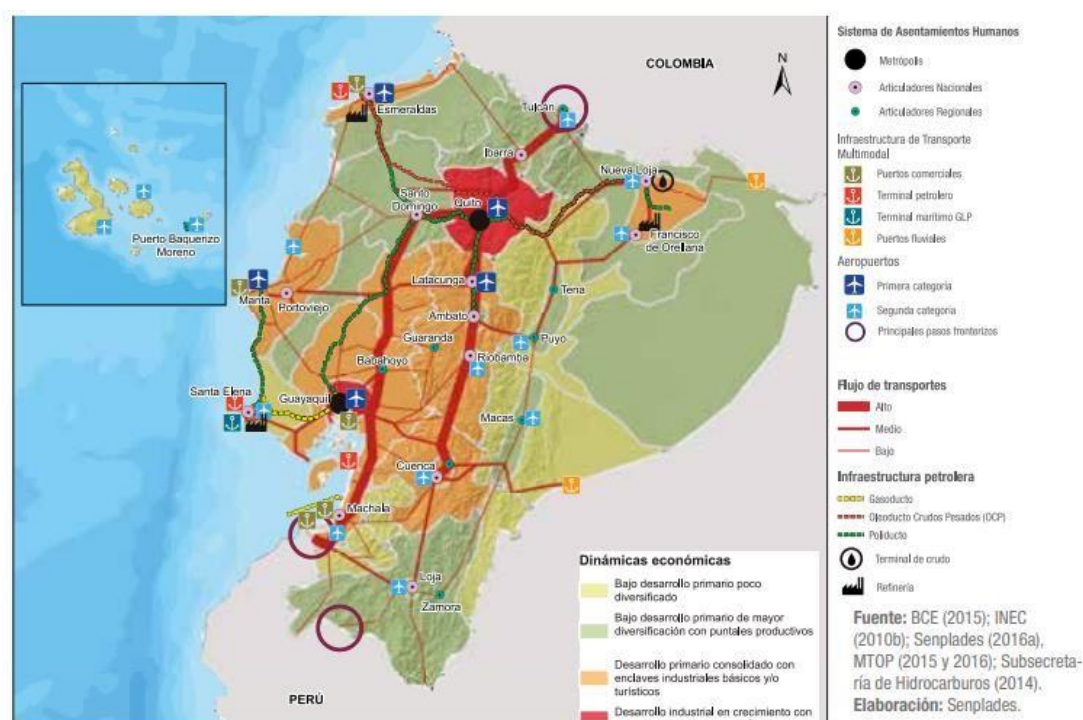 COLOMBIA
N
Esmeraldas
Tulcán
Ibarra
Nueva Loja
Santo
Domingo
Quito
Francisco
de Orellana
Puerto Baquerizo
Moreno
Latacunga
Tena
Manta
Portoviejo
Ambato
Guaranda
Puyo
Babahoyo
Riobamba
Santa Elena
Guayaquil
Macas
Cuenca
Machala
Loja
Zamora
PERÚ
Dinámicas económicas
Bajo desarrollo primario poco
diversificado
Bajo desarrollo primario de mayor
diversificación con puntales productivos
Desarrollo primario consolidado con
enclaves industriales básicos y/o
turísticos
Desarrollo industrial en crecimiento con
Sistema de Asentamientos Humanos
Metrópolis
Articuladores Nacionales
Articuladores Regionales
Infraestructura de Transporte
Multimodal
Puertos comerciales
Terminal petrolero
Terminal marítimo GLP
Puertos fluviales
Aeropuertos
Primera categoría
Segunda categoría
Principales pasos fronterizos
Flujo de transportes
Alto
Medio
Bajo
Infraestructura petrolera
Gasoducto
Oleoducto Crudos Pesados (OCP)
Poliducto
Terminal de crudo
Refinería
Fuente: BCE (2015); INEC
(2010b); Senplades (2016a),
MTOP (2015 y 2016); Subsecreta-
ría de Hidrocarburos (2014).
Elaboración: Senplades.